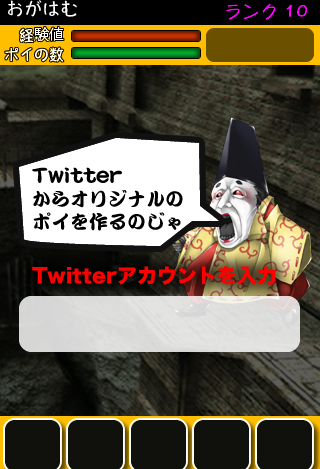 おがはむ
ランク 10
経験値
ポイの数
Twitter
からオリジナルの
ポイを作るのじゃ
Twitterアカウントを入力